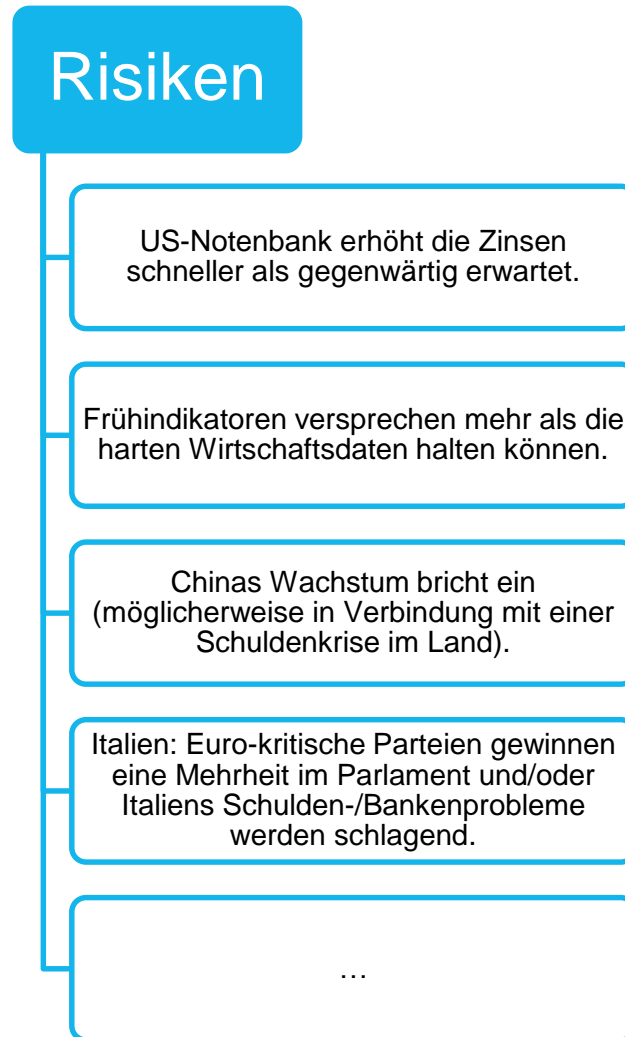 Risiken
US-Notenbank erhöht die Zinsen
schneller als gegenwärtig erwartet.
Frühindikatoren versprechen mehr als die
harten Wirtschaftsdaten halten können.
Chinas Wachstum bricht ein
(möglicherweise in Verbindung mit einer
Schuldenkrise im Land).
Italien: Euro-kritische Parteien gewinnen
eine Mehrheit im Parlament und/oder
Italiens Schulden-/Bankenprobleme
werden schlagend.
…